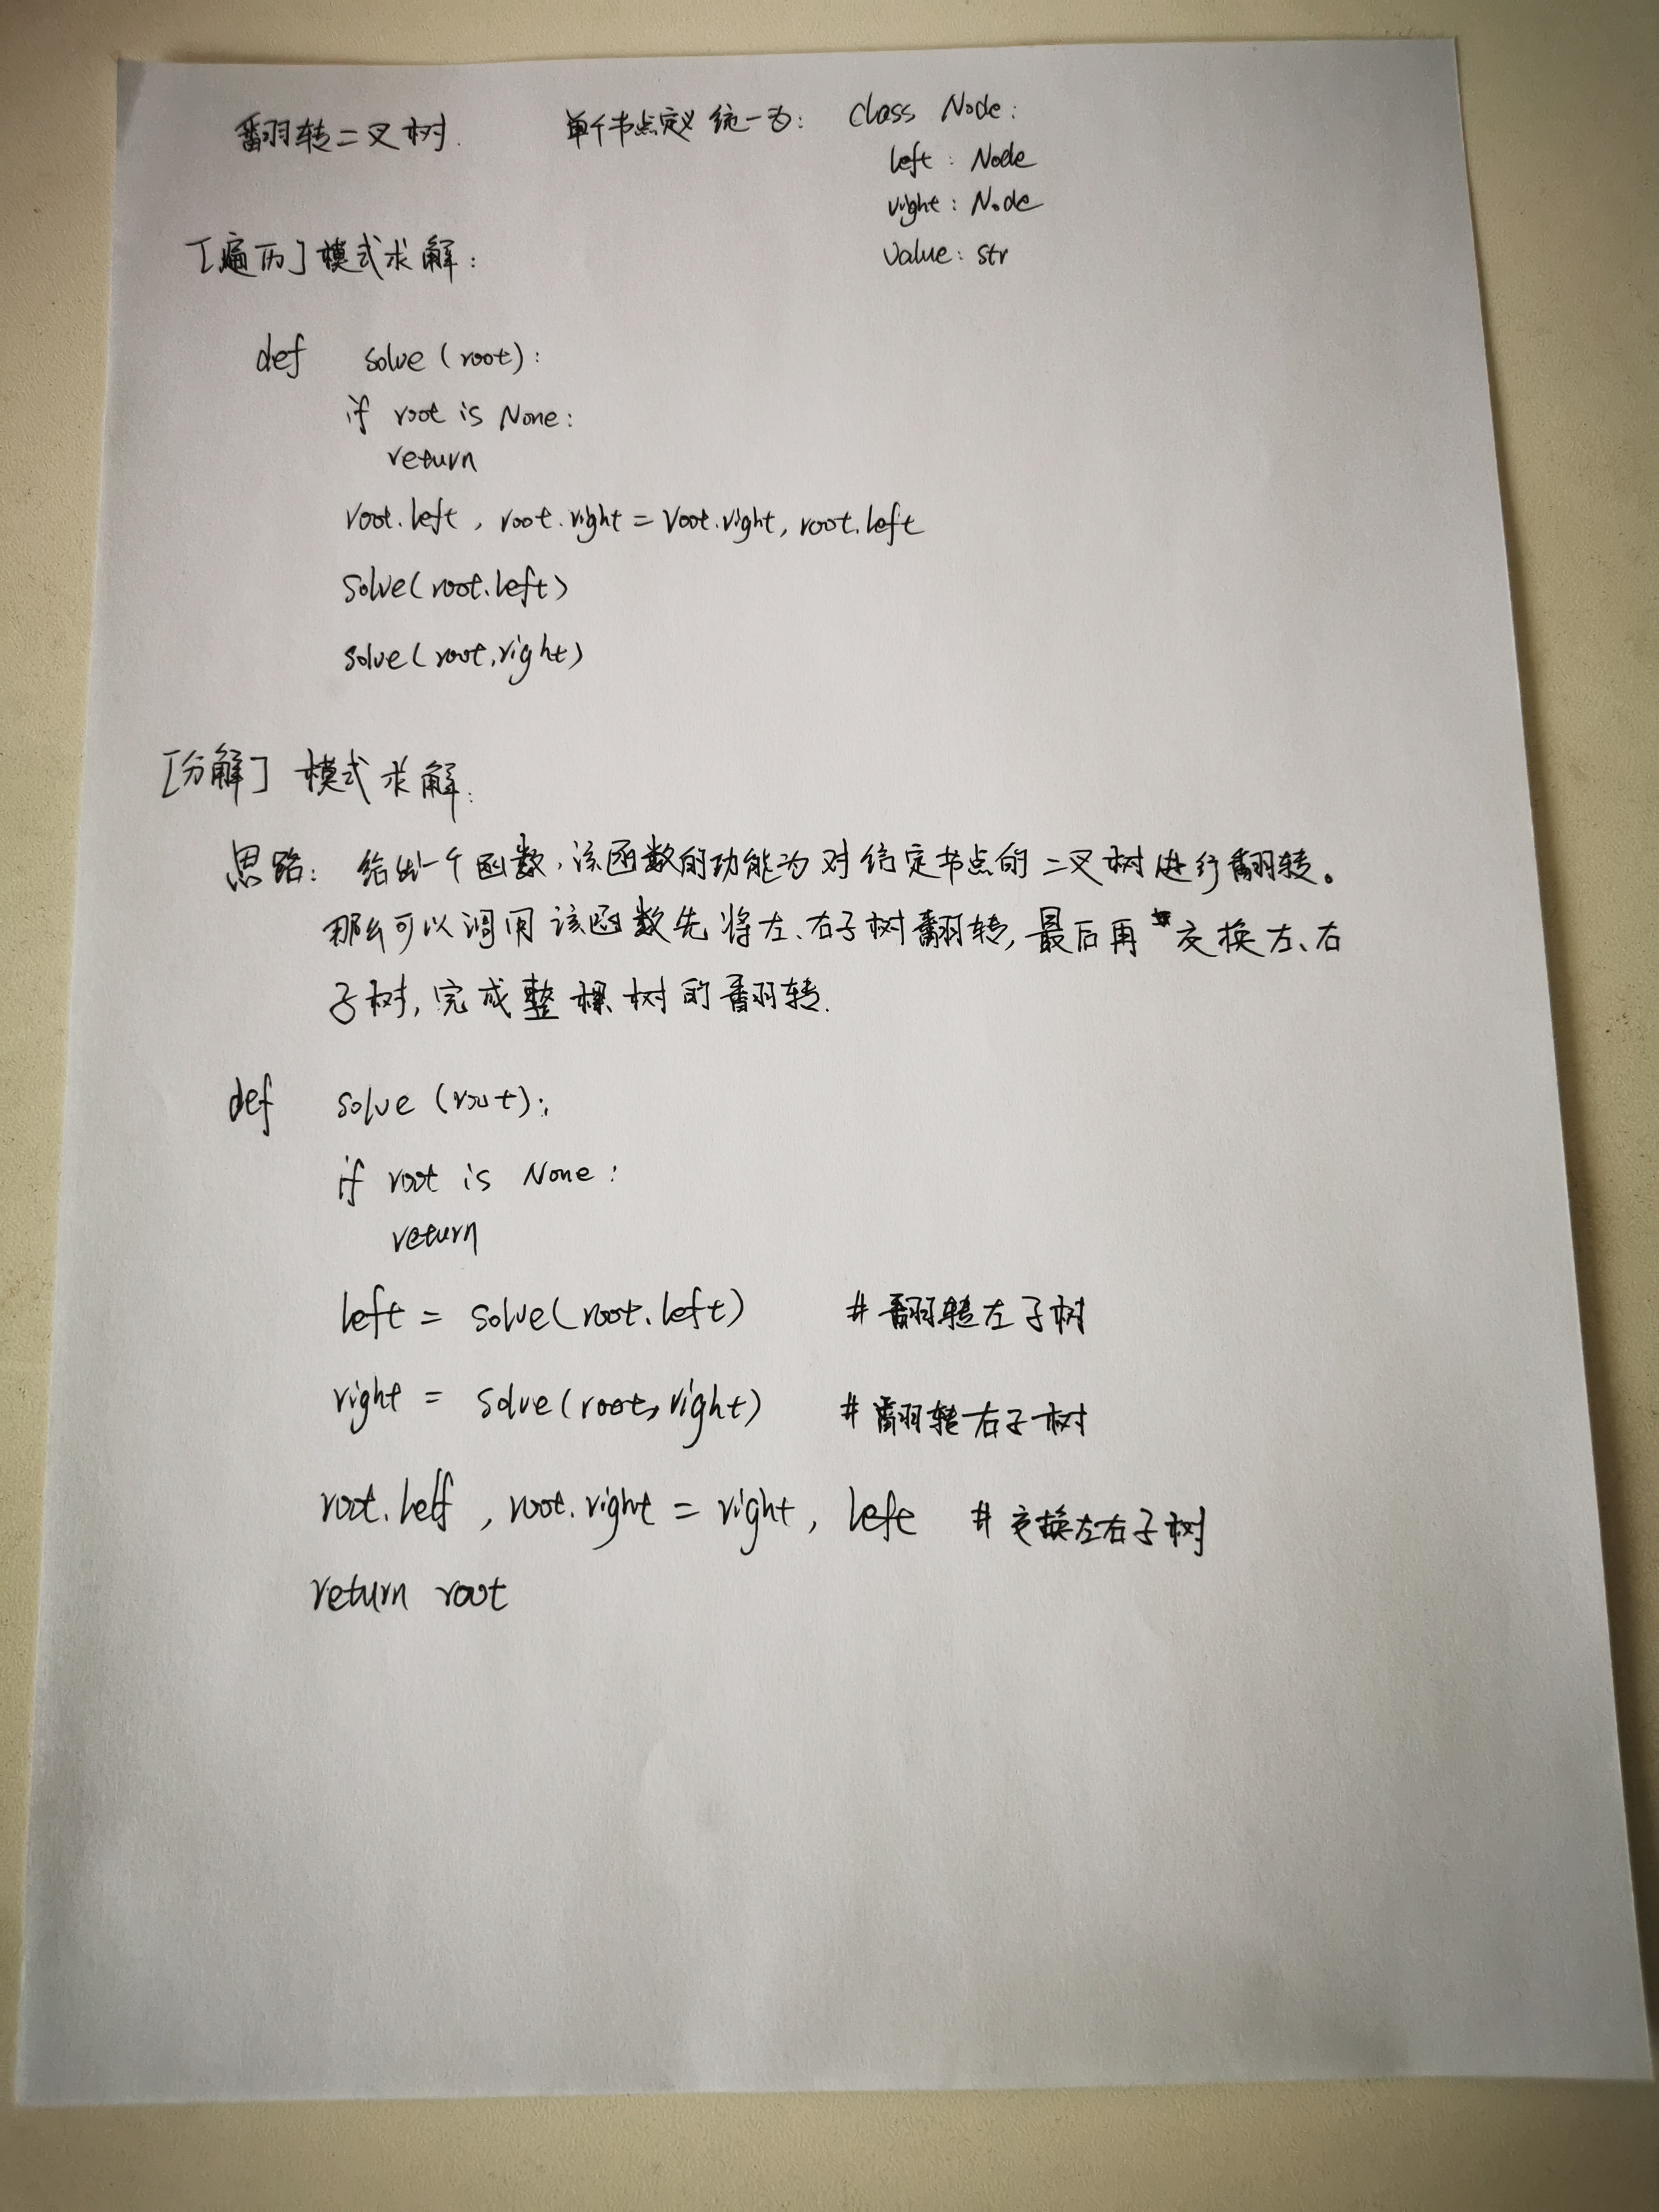 翻转二叉树.
单个节点定义统一为: class Node:
left: Node
right: Node
value: str
[遍历]模式求解:
def solve(root):
if root is None:
return
root.left, root.right = root.right, root.left
solve(root.left)
solve(root.right)
[分解]模式求解:
思路: 给出一个函数,该函数的功能为对给定节点的二叉树进行翻转。
那么可以调用该函数先将左、右子树翻转,最后再交换左、右
子树,完成整棵树的翻转.
def solve(root):
if root is None:
return
left = solve(root.left) #翻转左子树
right = solve(root.right) #翻转右子树
root.left, root.right = right, left #交换左右子树
return root